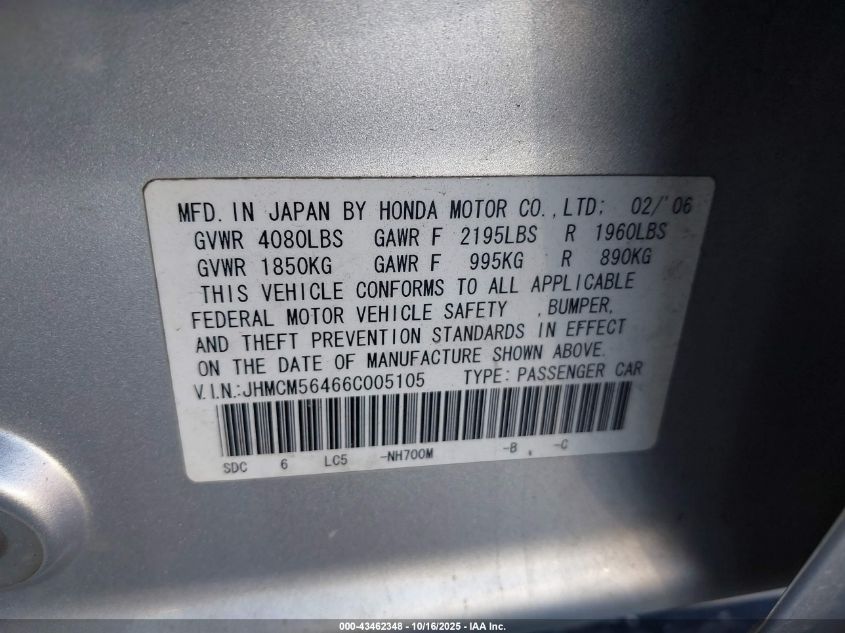 MFD. IN JAPAN BY HONDA MOTOR CO., LTD: 02/'06
GVWR 4080LBS GAWR F 2195LBS R 1960LBS
GVWR 1850KG GAWR F 995KG R 890KG
THIS VEHICLE CONFORMS TO ALL APPLICABLE
FEDERAL MOTOR VEHICLE SAFETY , BUMPER,
AND THEFT PREVENTION STANDARDS IN EFFECT
ON THE DATE OF MANUFACTURE SHOWN ABOVE.
V.I.N.:JHMCM56466C005105 TYPE: PASSENGER CAR
SDC 6 LC5 -NH700M -B , -C
000-43462348 | 10/16/2025 | IAA Inc.